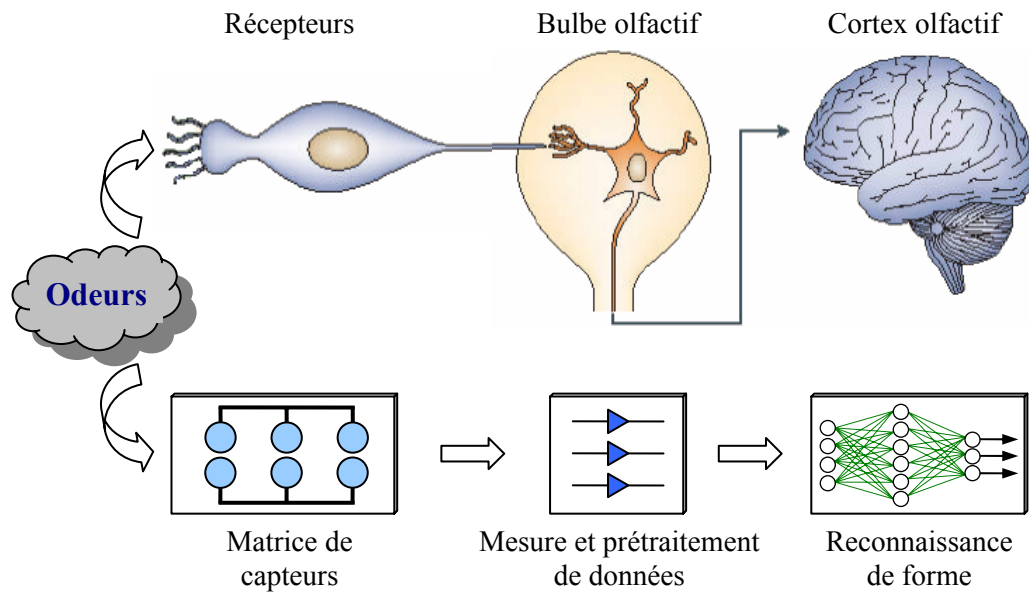 Récepteurs
Bulbe olfactif
Cortex olfactif
Odeurs
Matrice de
capteurs
Mesure et prétraitement
de données
Reconnaissance
de forme